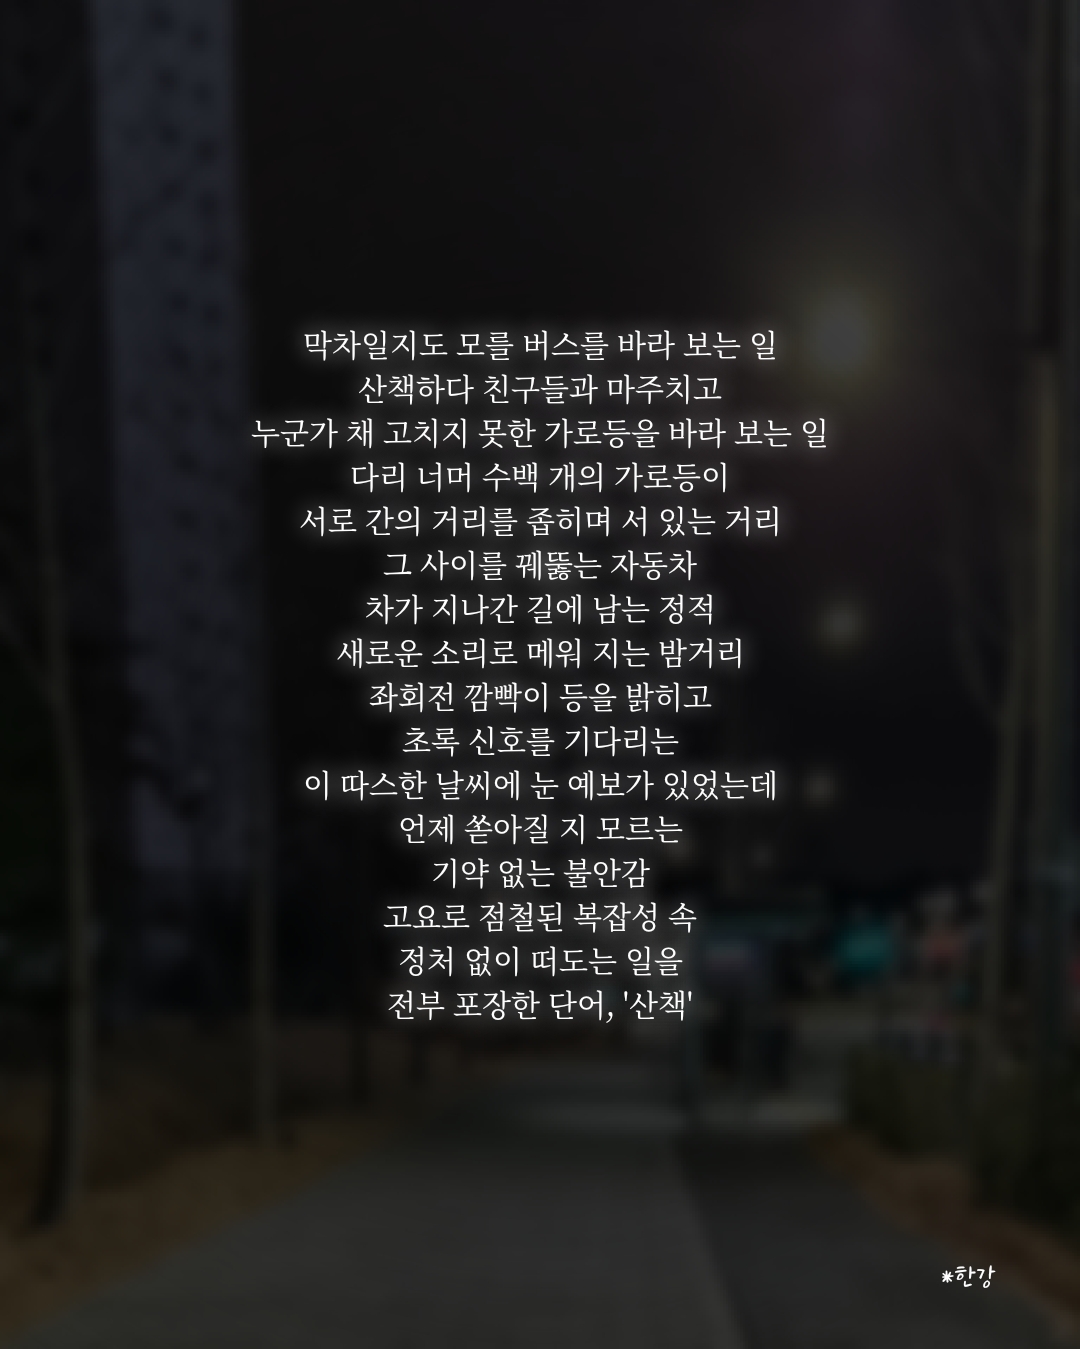 막차일지도 모를 버스를 바라 보는 일
산책하다 친구들과 마주치고
누군가 채 고치지 못한 가로등을 바라 보는 일
다리 너머 수백 개의 가로등이
서로 간의 거리를 좁히며 서 있는 거리
그 사이를 꿰뚫는 자동차
차가 지나간 길에 남는 정적
새로운 소리로 메워 지는 밤거리
좌회전 깜빡이 등을 밝히고
초록 신호를 기다리는
이 따스한 날씨에 눈 예보가 있었는데
언제 쏟아질 지 모르는
기약 없는 불안감
고요로 점철된 복잡성 속
정처 없이 떠도는 일을
전부 포장한 단어, '산책'
*한강